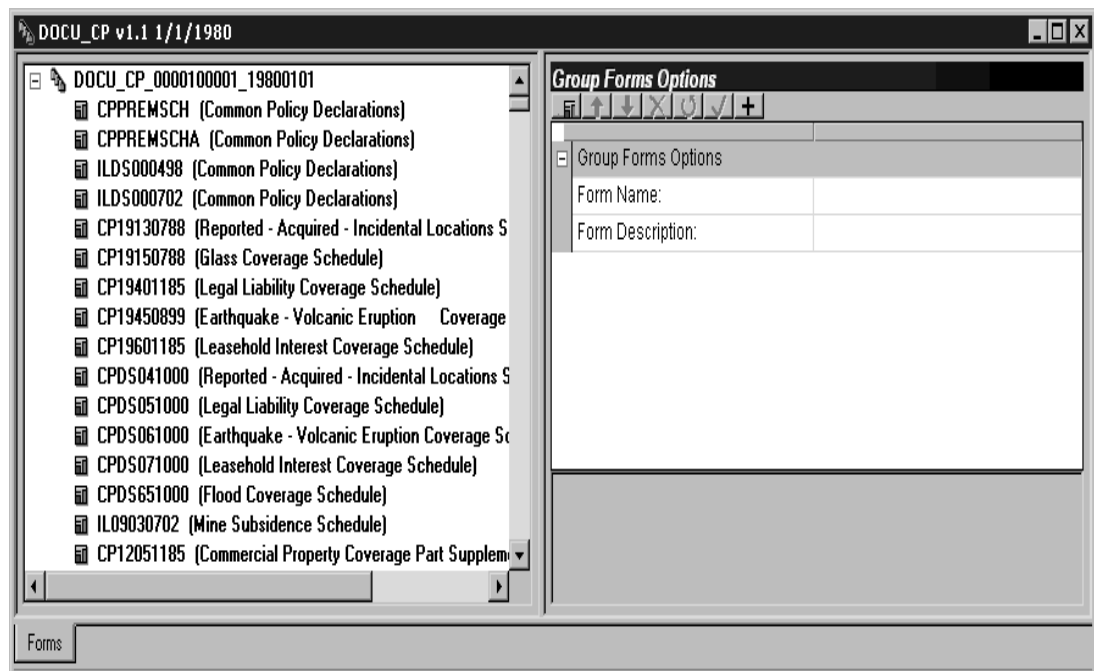 DOCU_CP v1.1 1/1/1980
DOCU_CP_0000100001_19800101
CPPREMSCH (Common Policy Declarations)
CPPREMSCHA (Common Policy Declarations)
ILDS000498 (Common Policy Declarations)
ILDS000702 (Common Policy Declarations)
CP19130788 (Reported - Acquired - Incidental Locations S
CP19150788 (Glass Coverage Schedule)
CP19401185 (Legal Liability Coverage Schedule)
CP19450899 (Earthquake - Volcanic Eruption Coverage
CP19601185 (Leasehold Interest Coverage Schedule)
CPDS041000 (Reported - Acquired - Incidental Locations S
CPDS051000 (Legal Liability Coverage Schedule)
CPDS061000 (Earthquake - Volcanic Eruption Coverage Sc
CPDS071000 (Leasehold Interest Coverage Schedule)
CPDS651000 (Flood Coverage Schedule)
IL09030702 (Mine Subsidence Schedule)
CP12051185 (Commercial Property Coverage Part Supplem
Forms
Group Forms Options
Group Forms Options
Form Name:
Form Description: